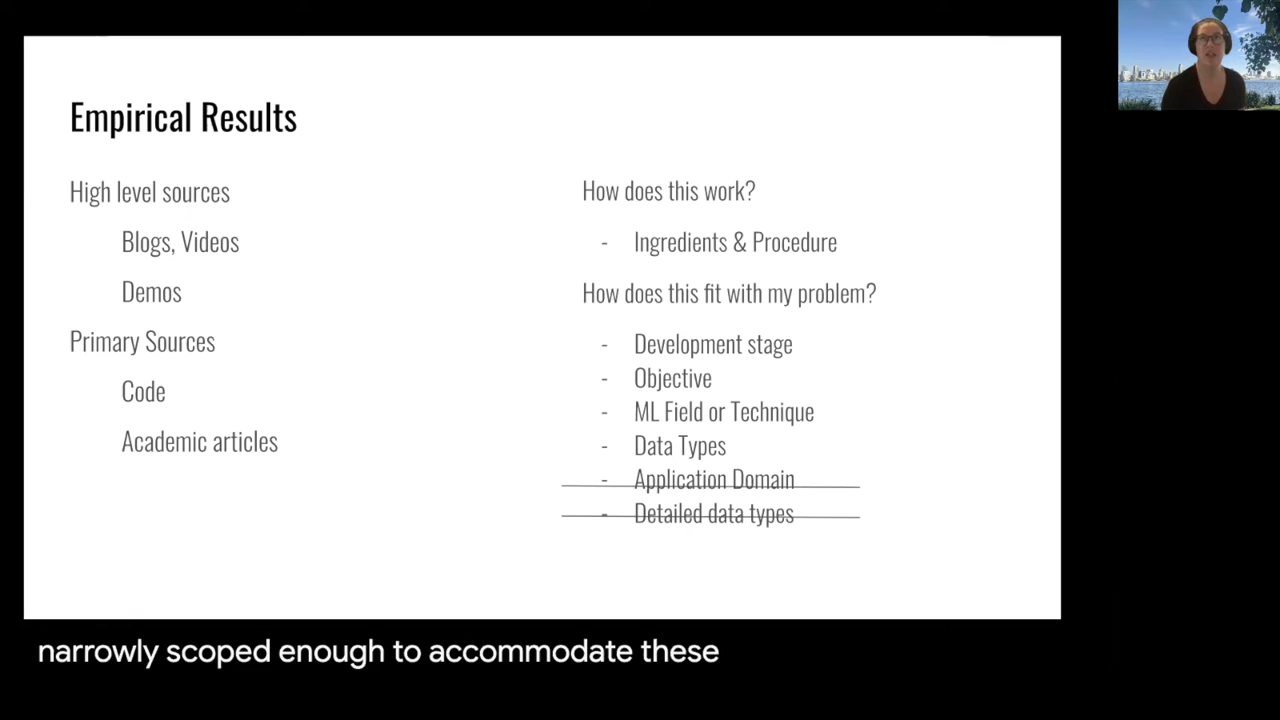 Empirical Results
High level sources
Blogs, Videos
Demos
Primary Sources
Code
Academic articles
How does this work?
- Ingredients & Procedure
How does this fit with my problem?
- Development stage
- Objective
- ML Field or Technique
- Data Types
- Application Domain
- Detailed data types
narrowly scoped enough to accommodate these